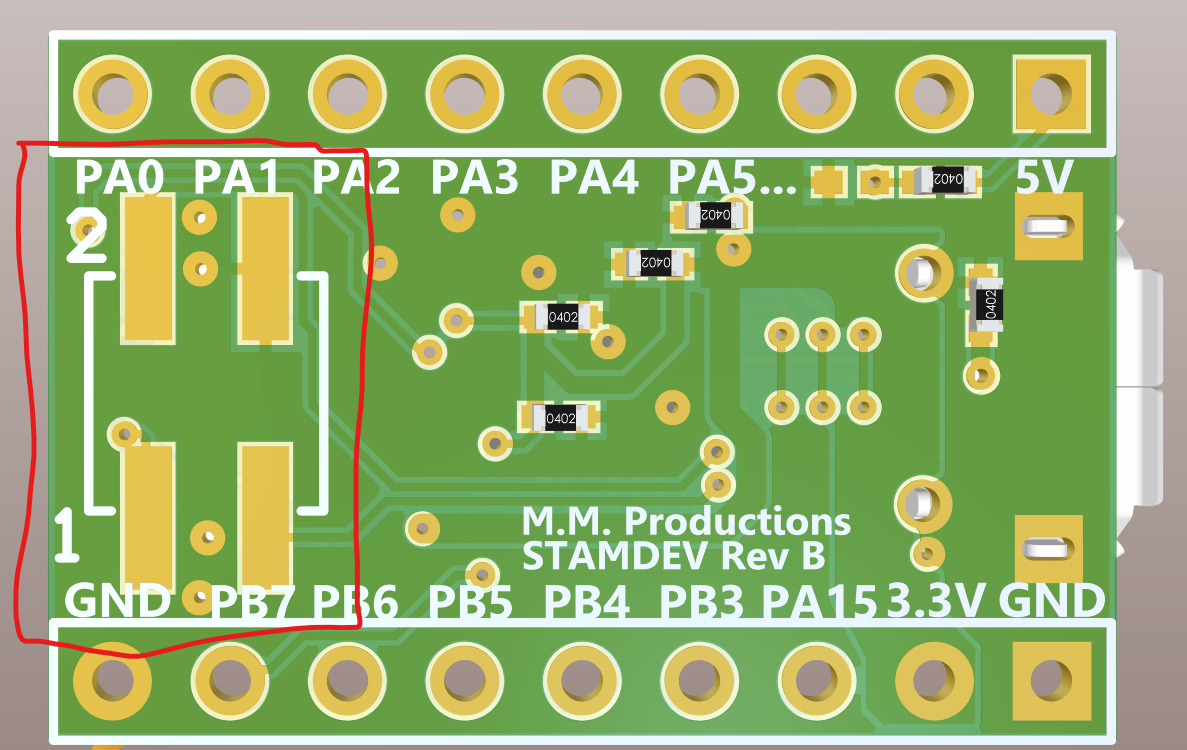 PA0 PA1 PA2 PA3 PA4 PA5... 0402 5V
2
0402
0402
0402
0402
0402
1
M.M. Productions
STAMDEV Rev B
GND PB7 PB6 PB5 PB4 PB3 PA15 3.3V GND